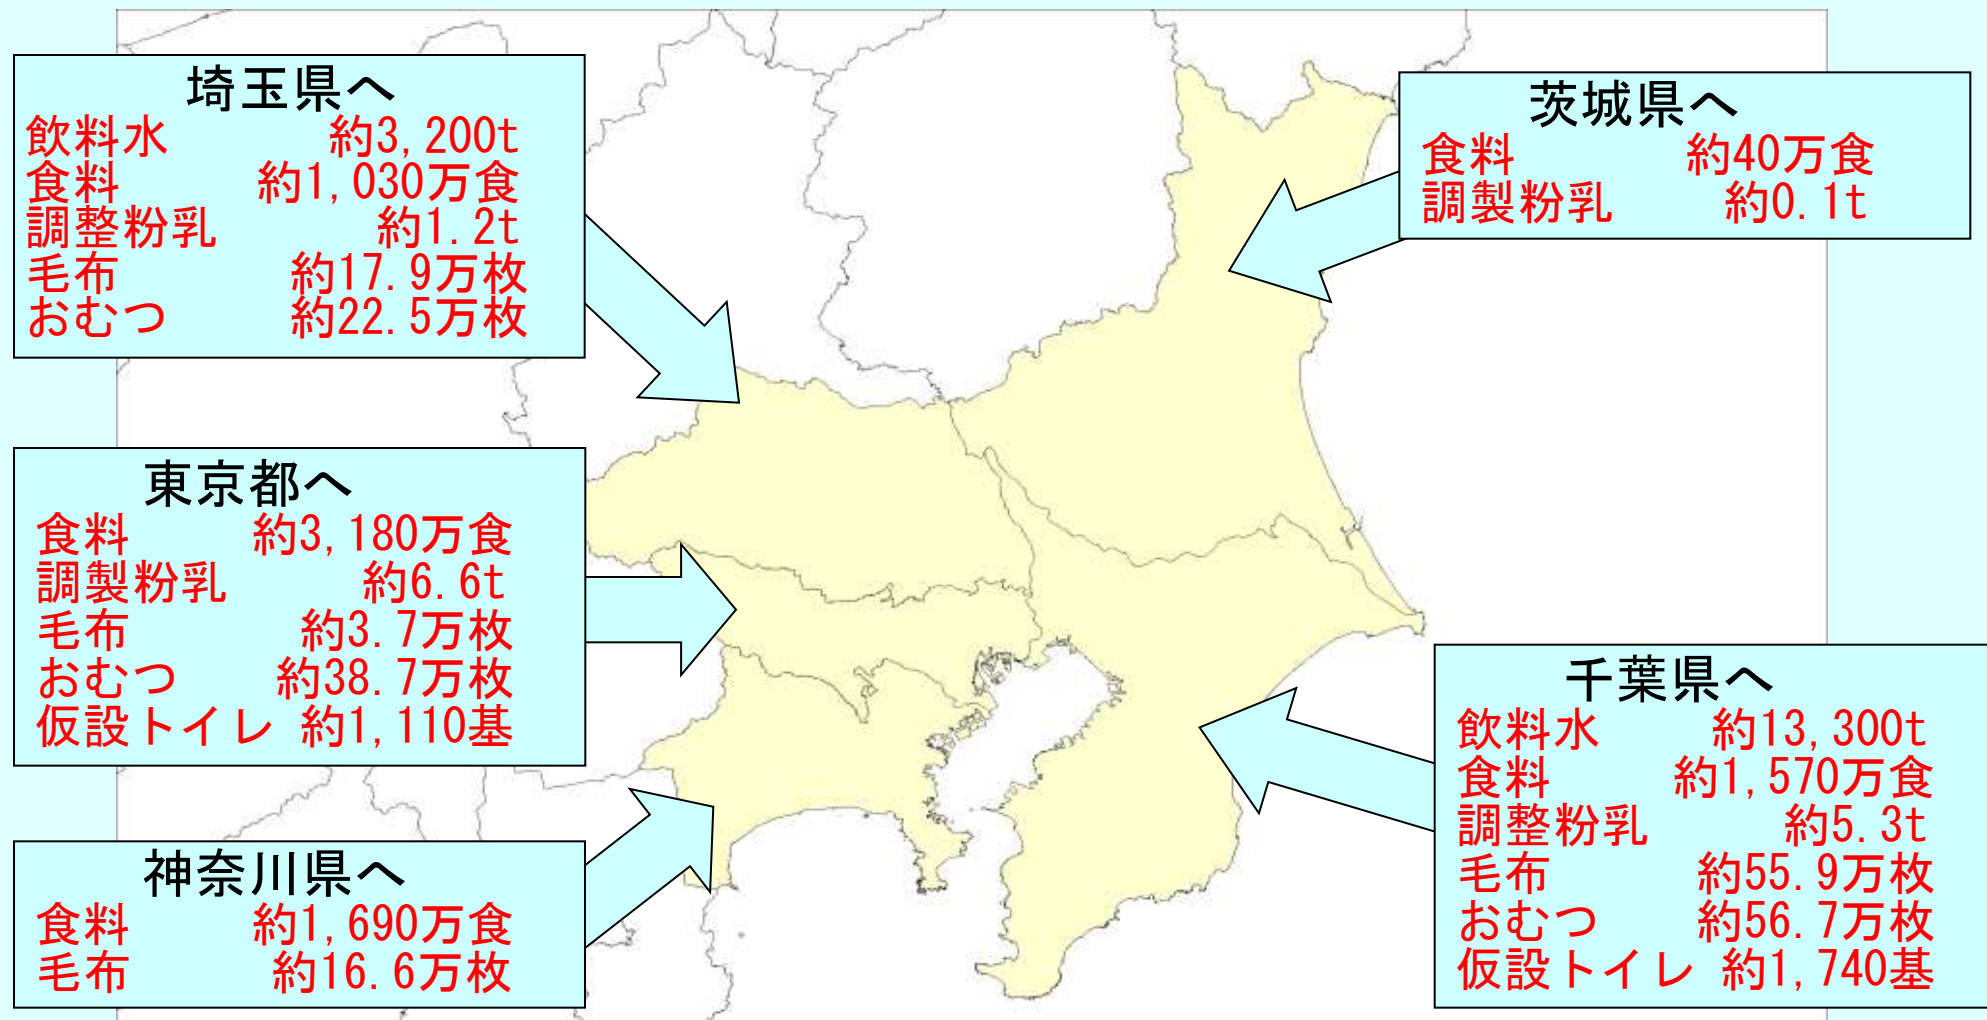 埼玉県へ
飲料水 約3,200t
食料 約1,030万食
調整粉乳 約1.2t
毛布 約17.9万枚
おむつ 約22.5万枚
茨城県へ
食料 約40万食
調製粉乳 約0.1t
東京都へ
食料 約3,180万食
調製粉乳 約6.6t
毛布 約3.7万枚
おむつ 約38.7万枚
仮設トイレ 約1,110基
千葉県へ
飲料水 約13,300t
食料 約1,570万食
調整粉乳 約5.3t
毛布 約55.9万枚
おむつ 約56.7万枚
仮設トイレ 約1,740基
神奈川県へ
食料 約1,690万食
毛布 約16.6万枚